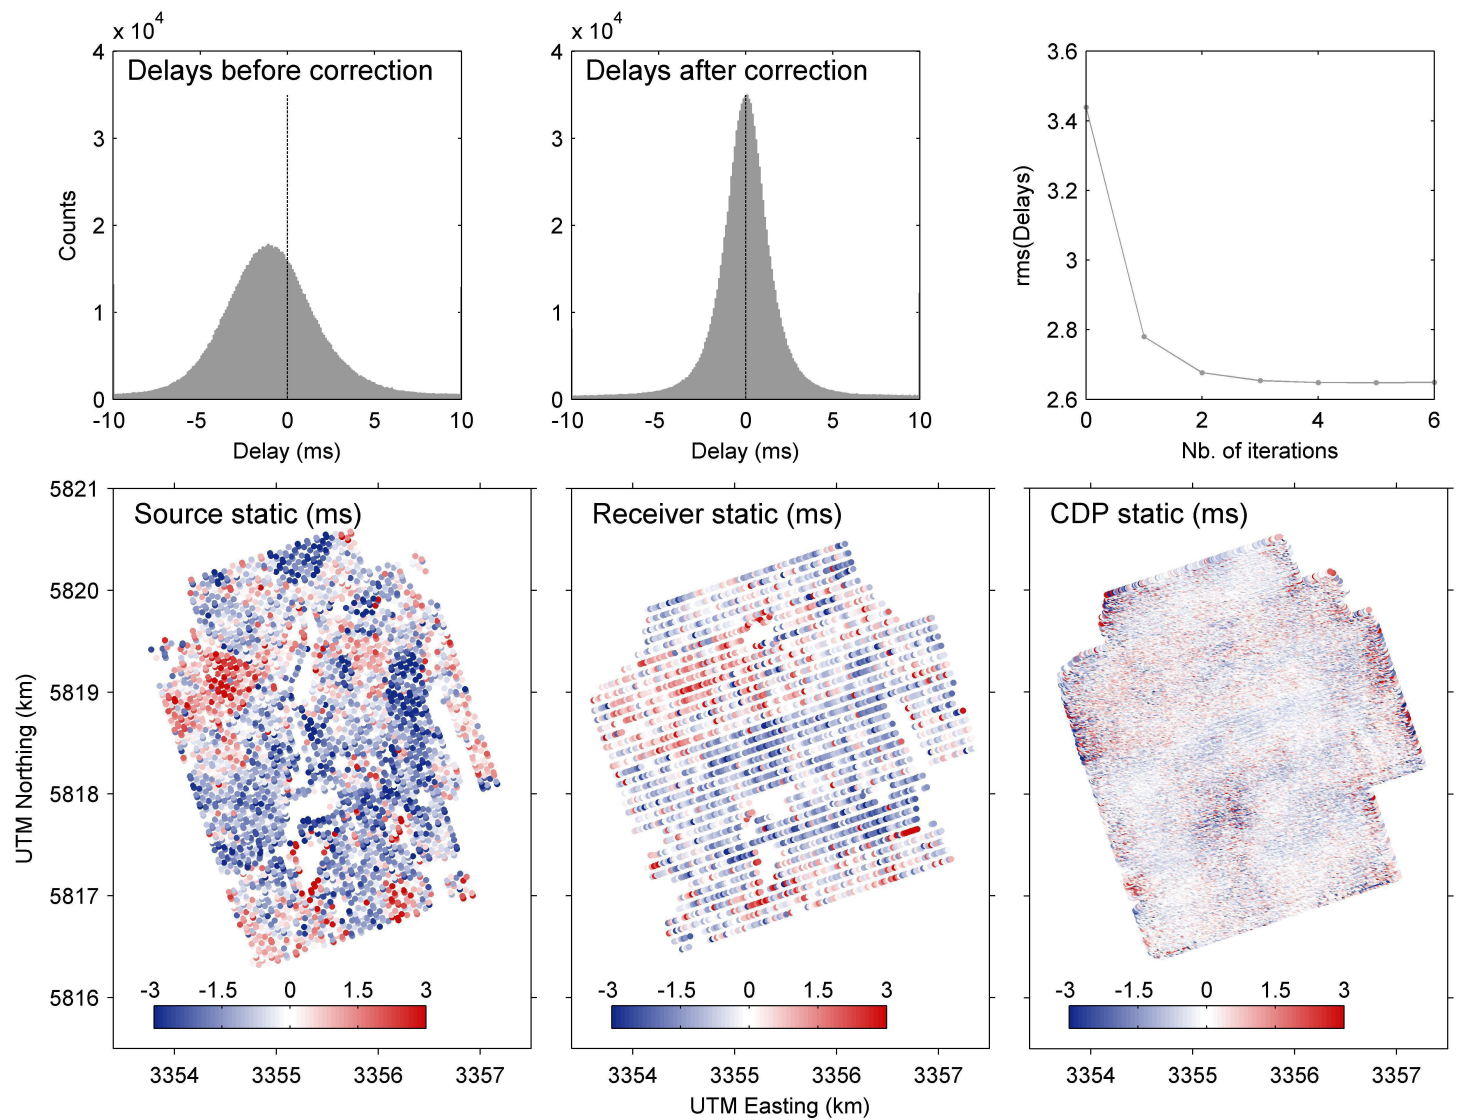 x 10^4
Delays before correction
4
3
2
1
0
Counts
-10 -5 0 5 10
Delay (ms)
x 10^4
Delays after correction
4
3
2
1
0
-10 -5 0 5 10
Delay (ms)
3.6
3.4
3.2
3
2.8
2.6
rms(Delays)
0 2 4 6
Nb. of iterations
5821
5820
5819
5818
5817
5816
UTM Northing (km)
Source static (ms)
-3 -1.5 0 1.5 3
3354 3355 3356 3357
Receiver static (ms)
-3 -1.5 0 1.5 3
3354 3355 3356 3357
UTM Easting (km)
CDP static (ms)
-3 -1.5 0 1.5 3
3354 3355 3356 3357